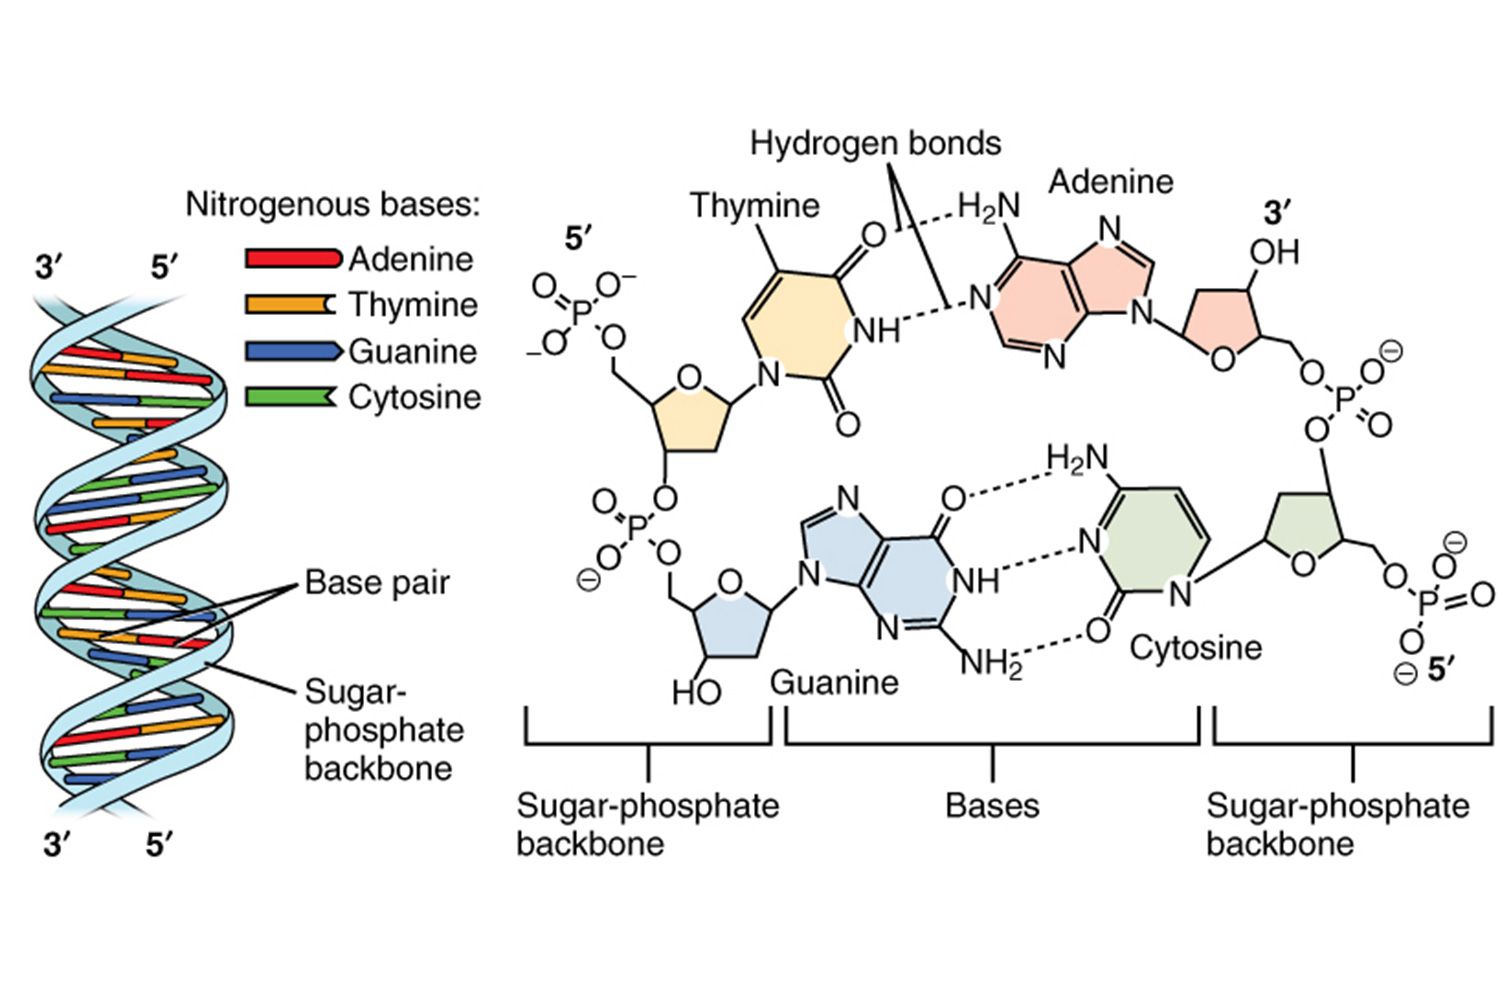 Hydrogen bonds
Adenine
Nitrogenous bases:
Thymine
H₂N
3′
5′
O
N
OH
3′
5′
Adenine
O
O⁻
N
Thymine
P
NH
N
N
⁻O
O
Guanine
N
O
O
⊖
O
P
Cytosine
O
O
O
O
H₂N
O
O
N
O
P
N
NH
⊖
O
O
O
⊖
O
N
N
O
O
Base pair
N
NH₂
O
P
O
Cytosine
O
Guanine
HO
⊖
5′
Sugar-
phosphate
backbone
Sugar-phosphate
backbone
Bases
Sugar-phosphate
backbone
3′
5′